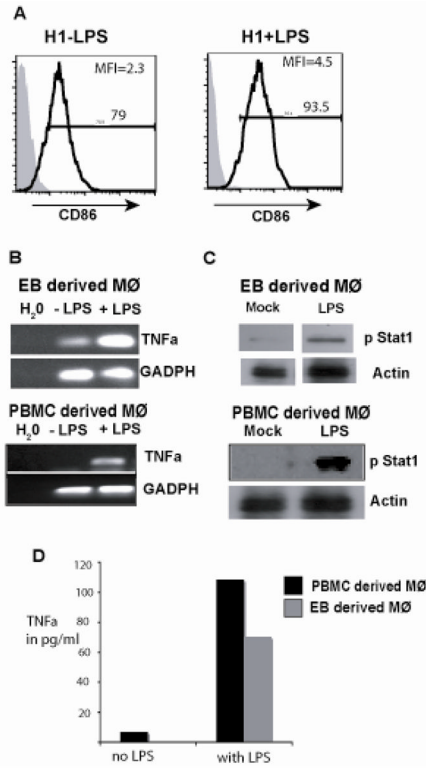 A
H1-LPS
H1+LPS
MFI=2.3
MFI=4.5
79
93.5
CD86
CD86
B
EB derived MØ
H20 - LPS + LPS
TNFa
GADPH
PBMC derived MØ
H20 - LPS + LPS
TNFa
GADPH
C
EB derived MØ
Mock LPS
p Stat1
Actin
PBMC derived MØ
Mock LPS
p Stat1
Actin
D
120
100
80
60
40
20
TNFa
in pg/ml
PBMC derived MØ
EB derived MØ
no LPS
with LPS